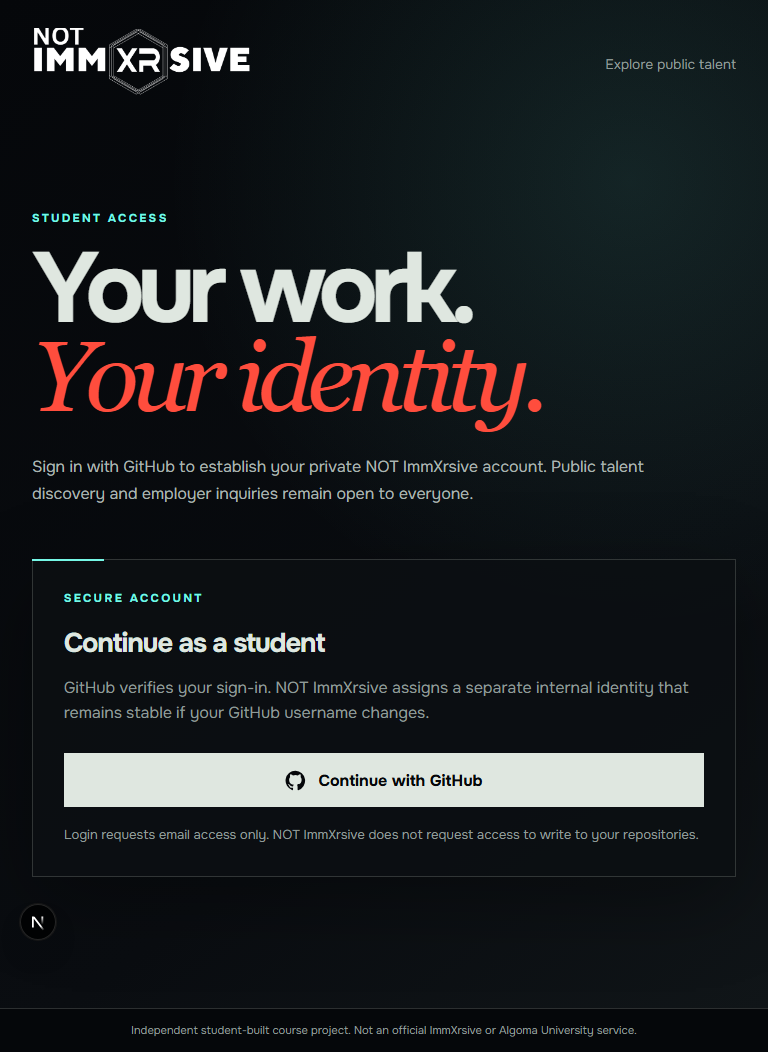 NOT
IMMXRSIVE
Explore public talent
STUDENT ACCESS
Your work.
Your identity.
Sign in with GitHub to establish your private NOT ImmXrsive account. Public talent
discovery and employer inquiries remain open to everyone.
SECURE ACCOUNT
Continue as a student
GitHub verifies your sign-in. NOT ImmXrsive assigns a separate internal identity that
remains stable if your GitHub username changes.
Continue with GitHub
Login requests email access only. NOT ImmXrsive does not request access to write to your repositories.
N
Independent student-built course project. Not an official ImmXrsive or Algoma University service.